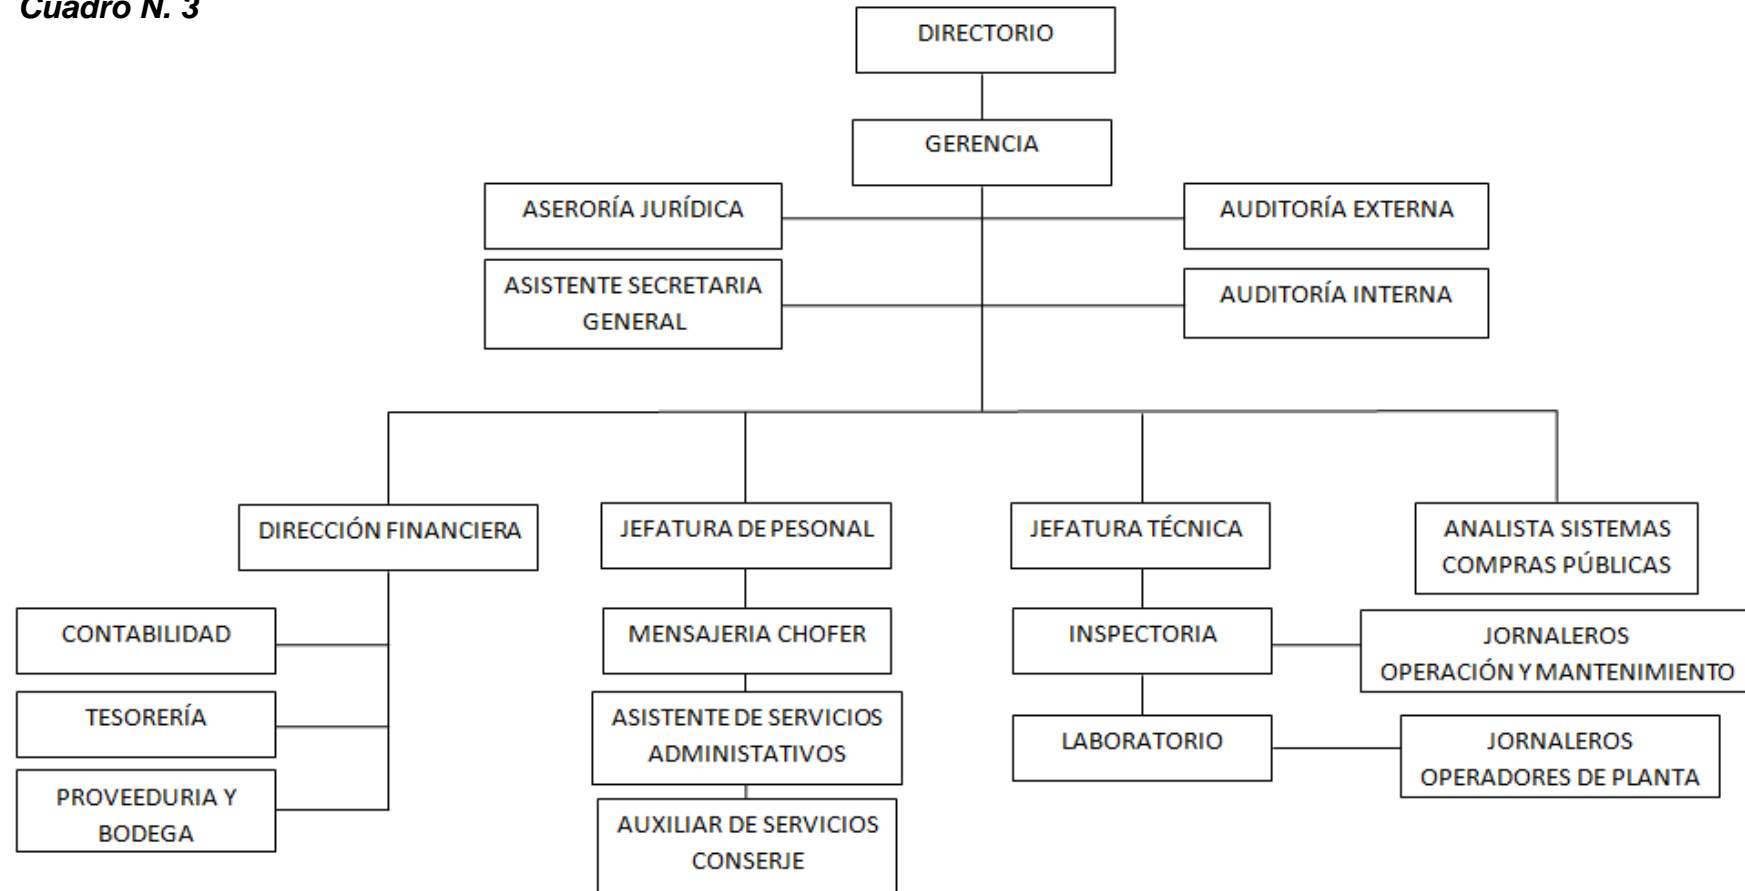 Cuadro N. 3
DIRECTORIO
GERENCIA
ASERORÍA JURÍDICA
AUDITORÍA EXTERNA
ASISTENTE SECRETARIA
GENERAL
AUDITORÍA INTERNA
DIRECCIÓN FINANCIERA
JEFATURA DE PESONAL
JEFATURA TÉCNICA
ANALISTA SISTEMAS
COMPRAS PÚBLICAS
CONTABILIDAD
MENSAJERIA CHOFER
INSPECTORIA
JORNALEROS
OPERACIÓN Y MANTENIMIENTO
TESORERÍA
ASISTENTE DE SERVICIOS
ADMINISTATIVOS
LABORATORIO
JORNALEROS
OPERADORES DE PLANTA
PROVEEDURIA Y
BODEGA
AUXILIAR DE SERVICIOS
CONSERJE